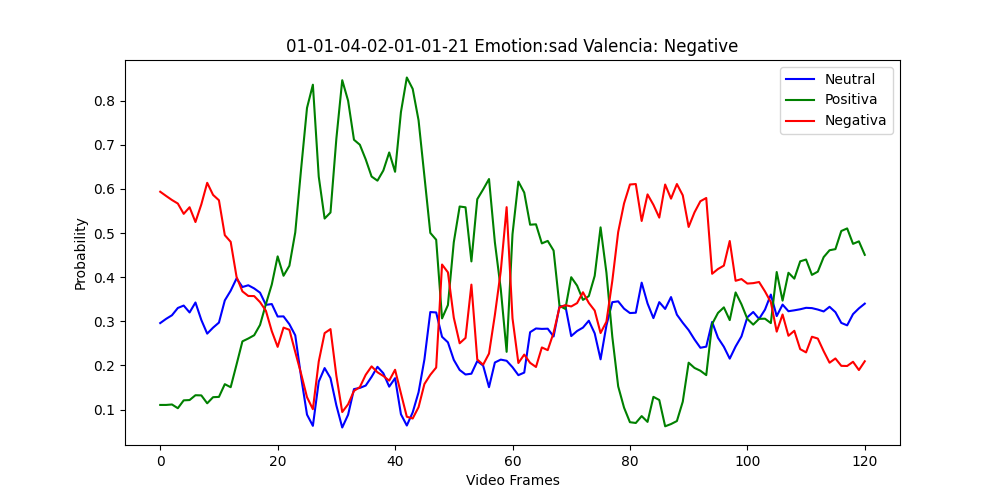 01-01-04-02-01-01-21 Emotion:sad Valencia: Negative
Neutral
Positiva
Negativa
Probability
0.8
0.7
0.6
0.5
0.4
0.3
0.2
0.1
0 20 40 60 80 100 120
Video Frames